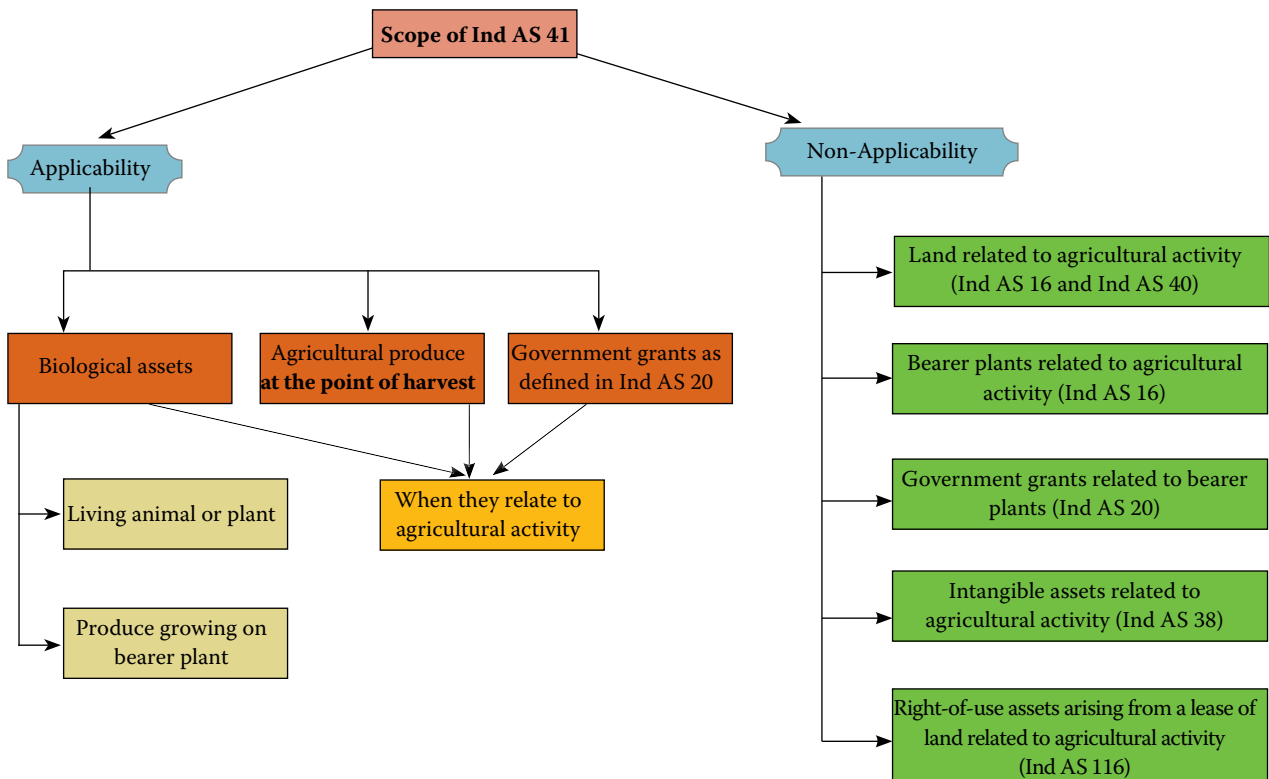 Scope of Ind AS 41
Applicability
Non-Applicability
Biological assets
Agricultural produce
at the point of harvest
Government grants as
defined in Ind AS 20
Living animal or plant
Produce growing on
bearer plant
When they relate to
agricultural activity
Land related to agricultural activity
(Ind AS 16 and Ind AS 40)
Bearer plants related to agricultural
activity (Ind AS 16)
Government grants related to bearer
plants (Ind AS 20)
Intangible assets related to
agricultural activity (Ind AS 38)
Right-of-use assets arising from a lease of
land related to agricultural activity
(Ind AS 116)